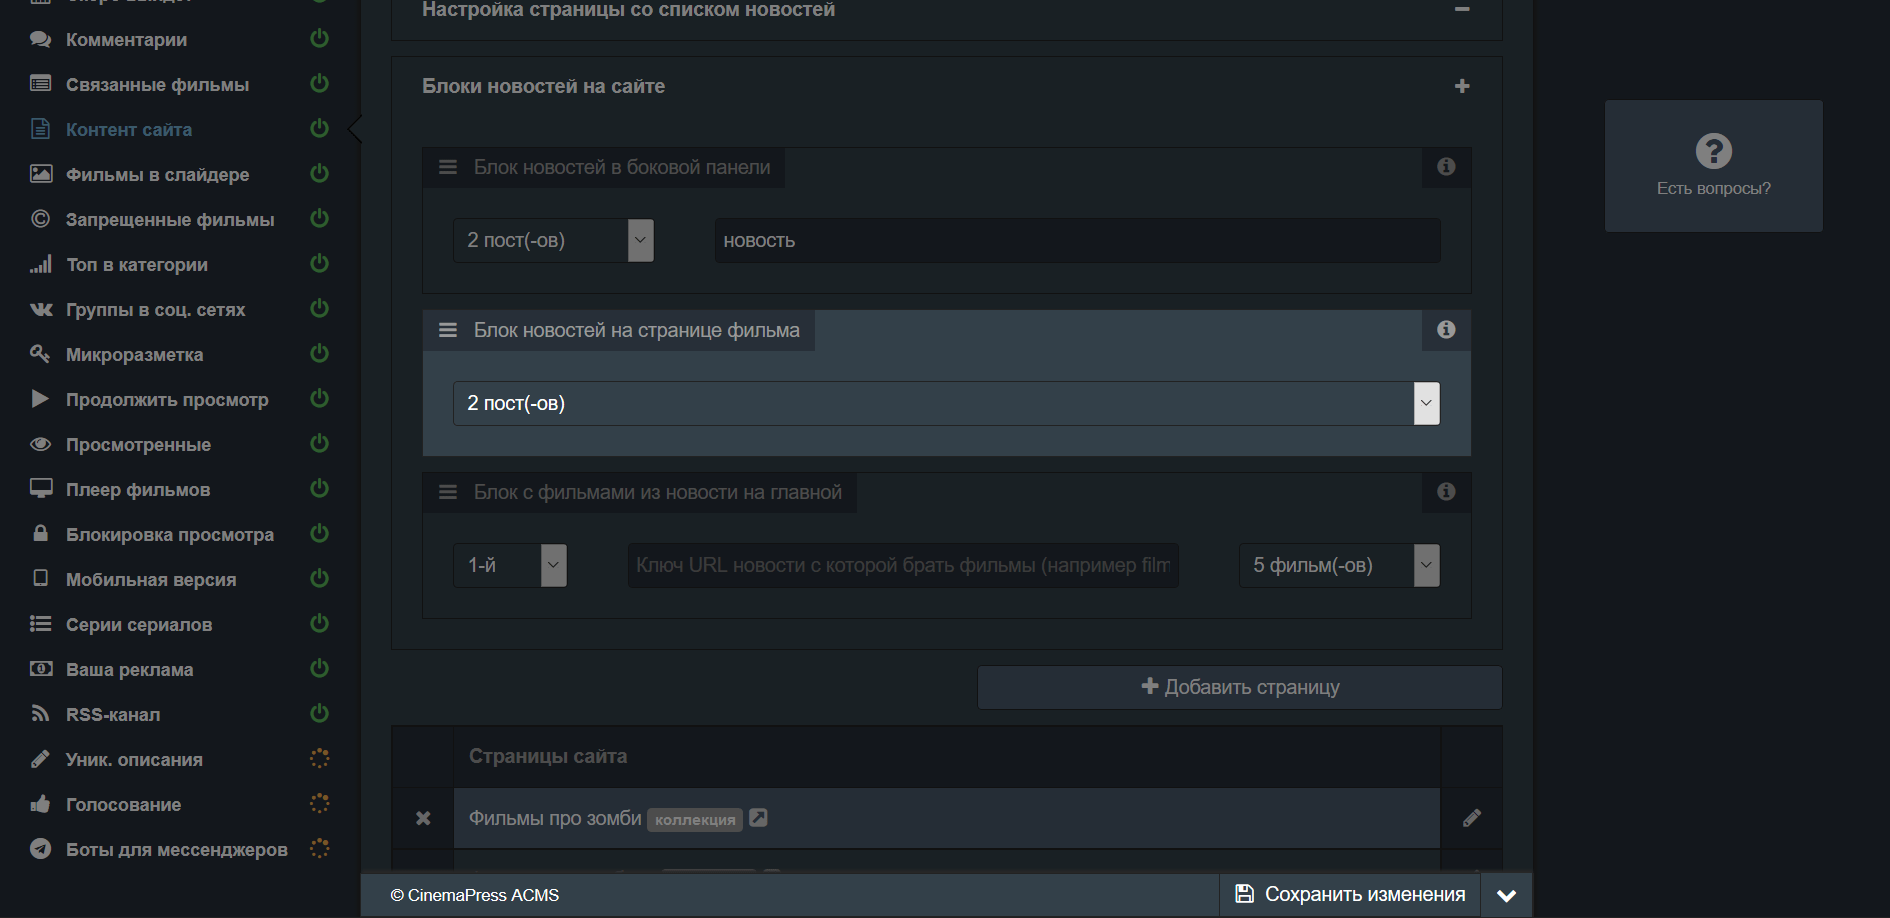 Комментарии
Связанные фильмы
Контент сайта
Фильмы в слайдере
Запрещенные фильмы
Топ в категории
Группы в соц. сетях
Микроразметка
Продолжить просмотр
Просмотренные
Плеер фильмов
Блокировка просмотра
Мобильная версия
Серии сериалов
Ваша реклама
RSS-канал
Уник. описания
Голосование
Боты для мессенджеров
Настройка страницы со списком новостей
Блоки новостей на сайте
Блок новостей в боковой панели
2 пост(-ов)
новость
Блок новостей на странице фильма
2 пост(-ов)
Блок с фильмами из новости на главной
1-й
Ключ URL новости с которой брать фильмы (например film
5 фильм(-ов)
Добавить страницу
Страницы сайта
Фильмы про зомби коллекция
© CinemaPress ACMS
Сохранить изменения
Есть вопросы?